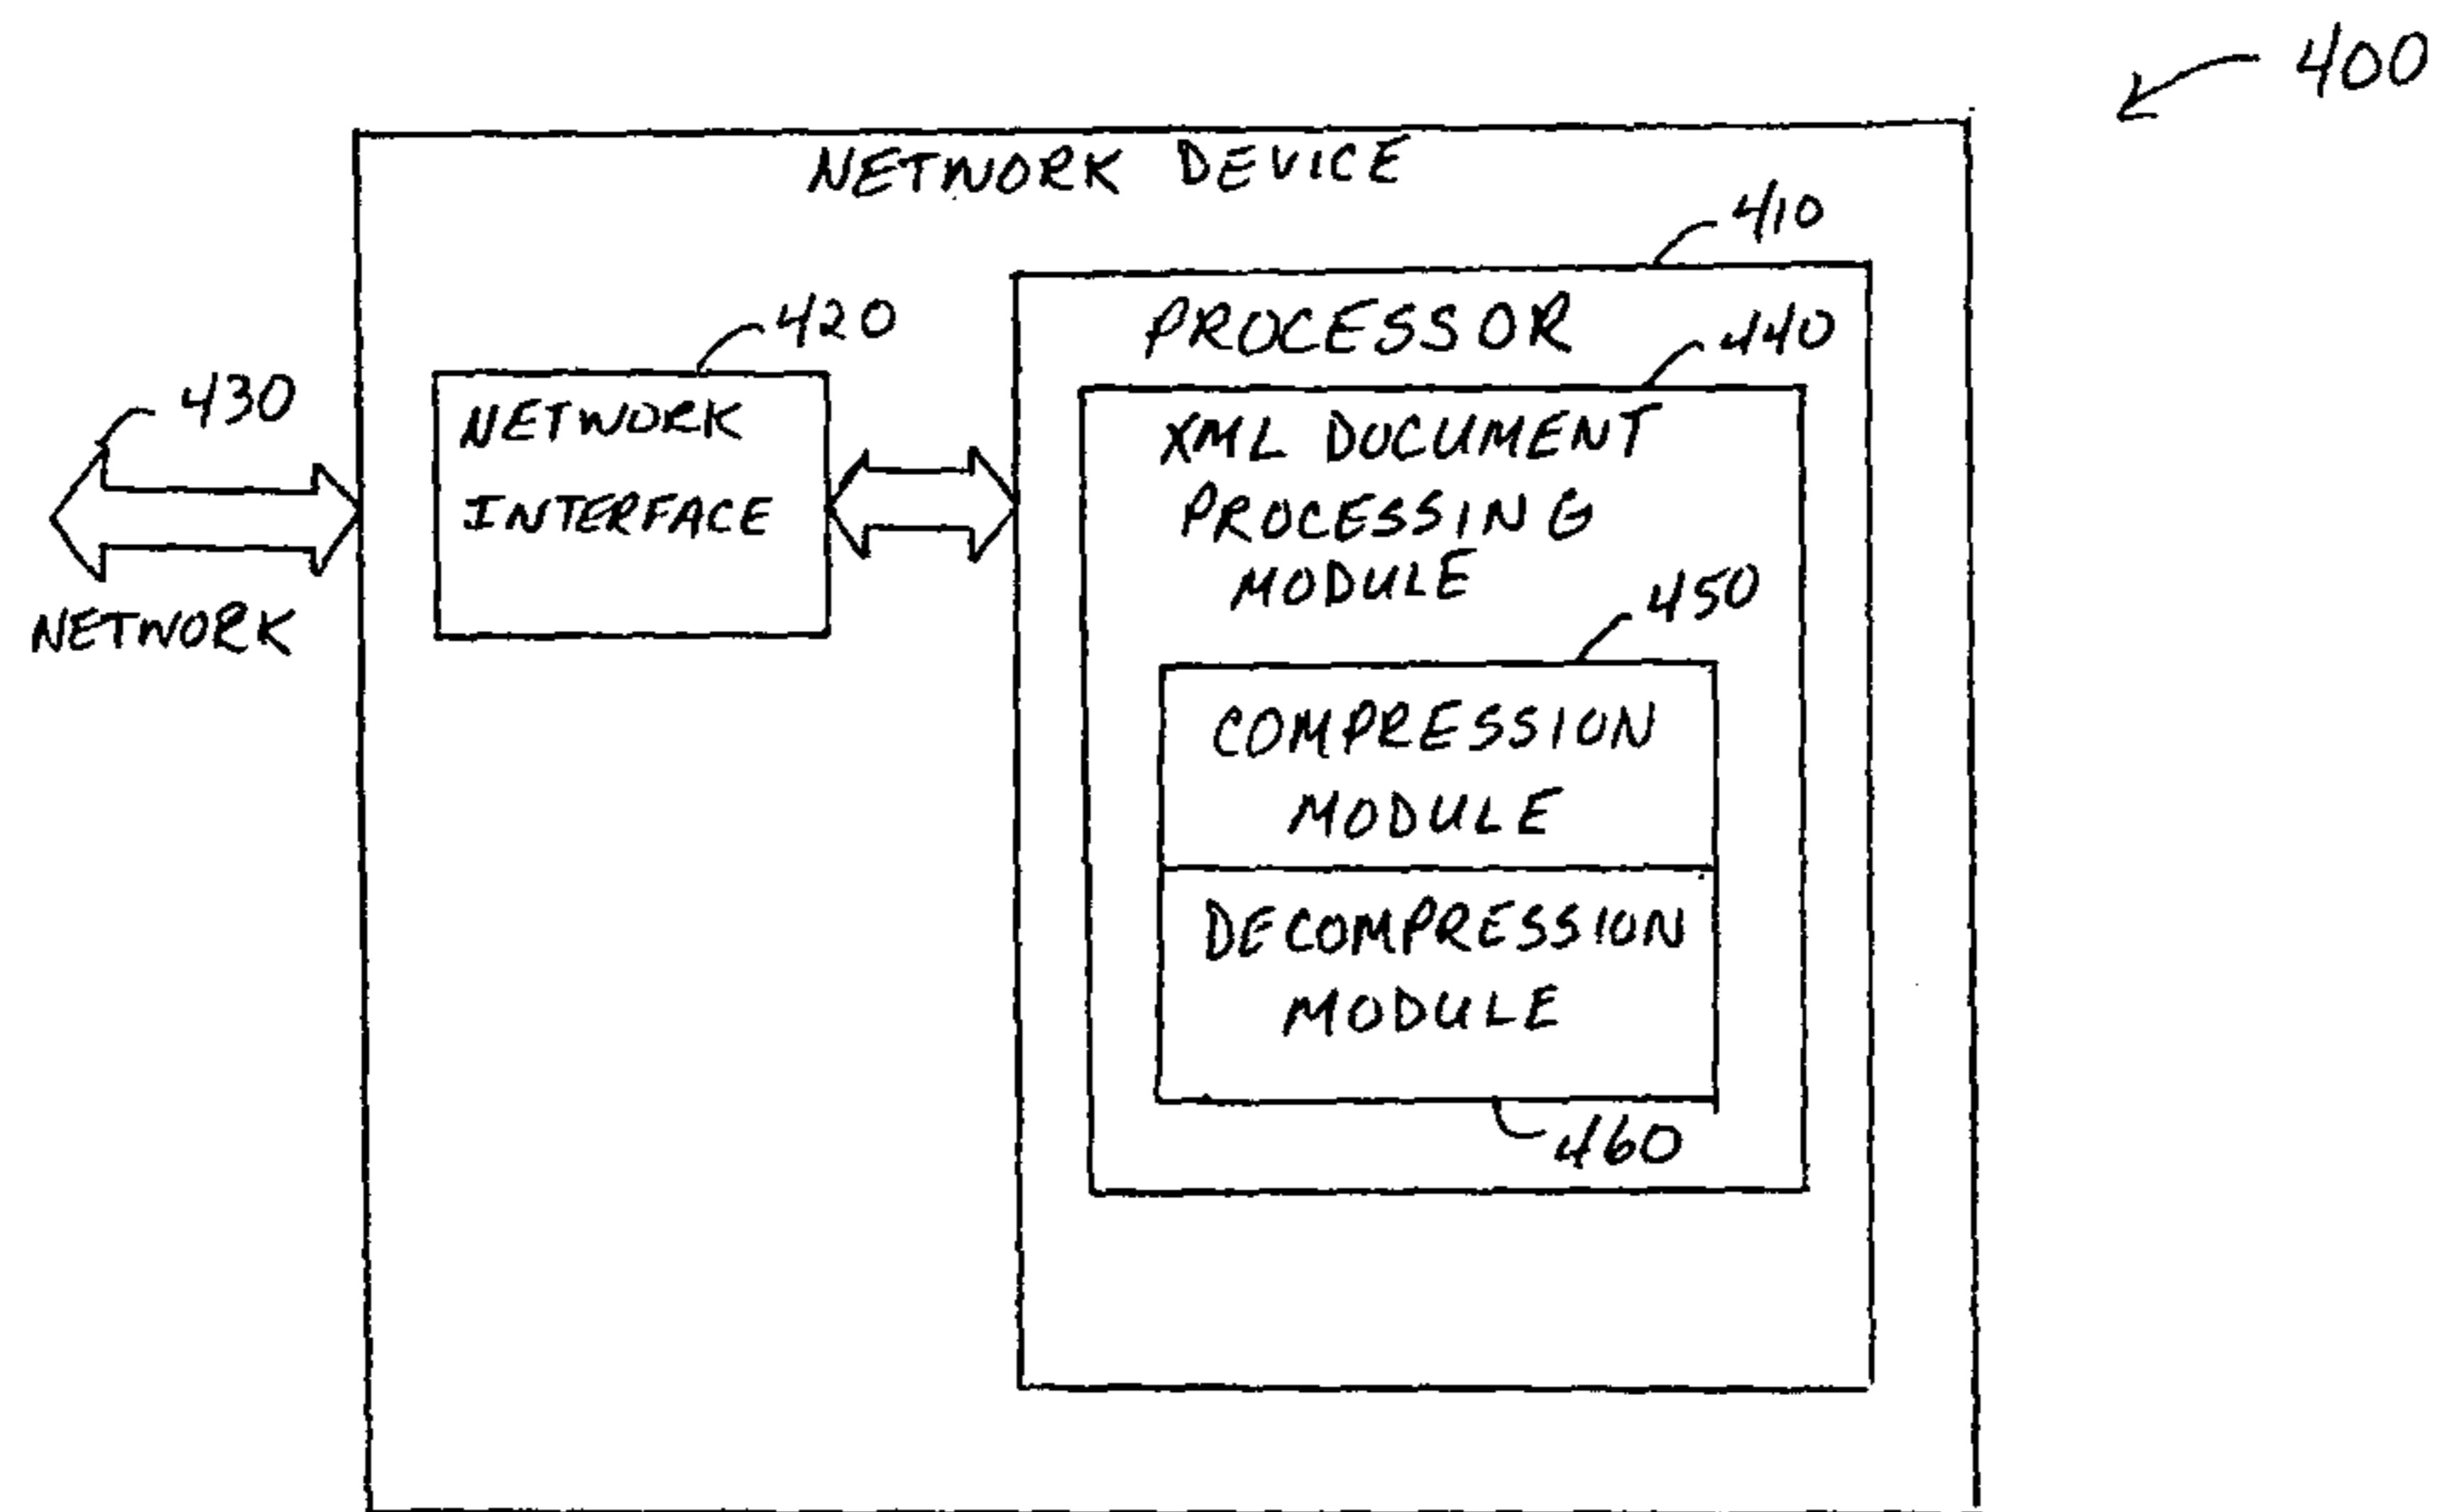 400
NETWORK DEVICE
410
PROCESSOR
420
440
430
NETWORK
INTERFACE
XML DOCUMENT
PROCESSING
MODULE
NETWORK
450
COMPRESSION
MODULE
DECOMPRESSION
MODULE
460